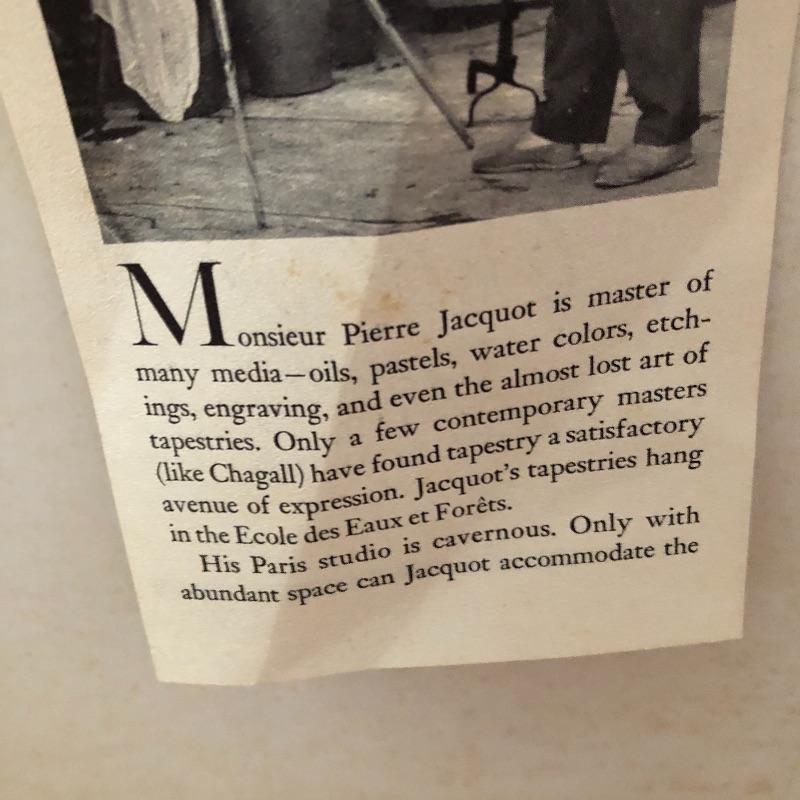 Monsieur Pierre Jacquot is master of
many media—oils, pastels, water colors, etch-
ings, engraving, and even the almost lost art of
tapestries. Only a few contemporary masters
(like Chagall) have found tapestry a satisfactory
avenue of expression. Jacquot's tapestries hang
in the Ecole des Eaux et Forêts.
His Paris studio is cavernous. Only with
abundant space can Jacquot accommodate the